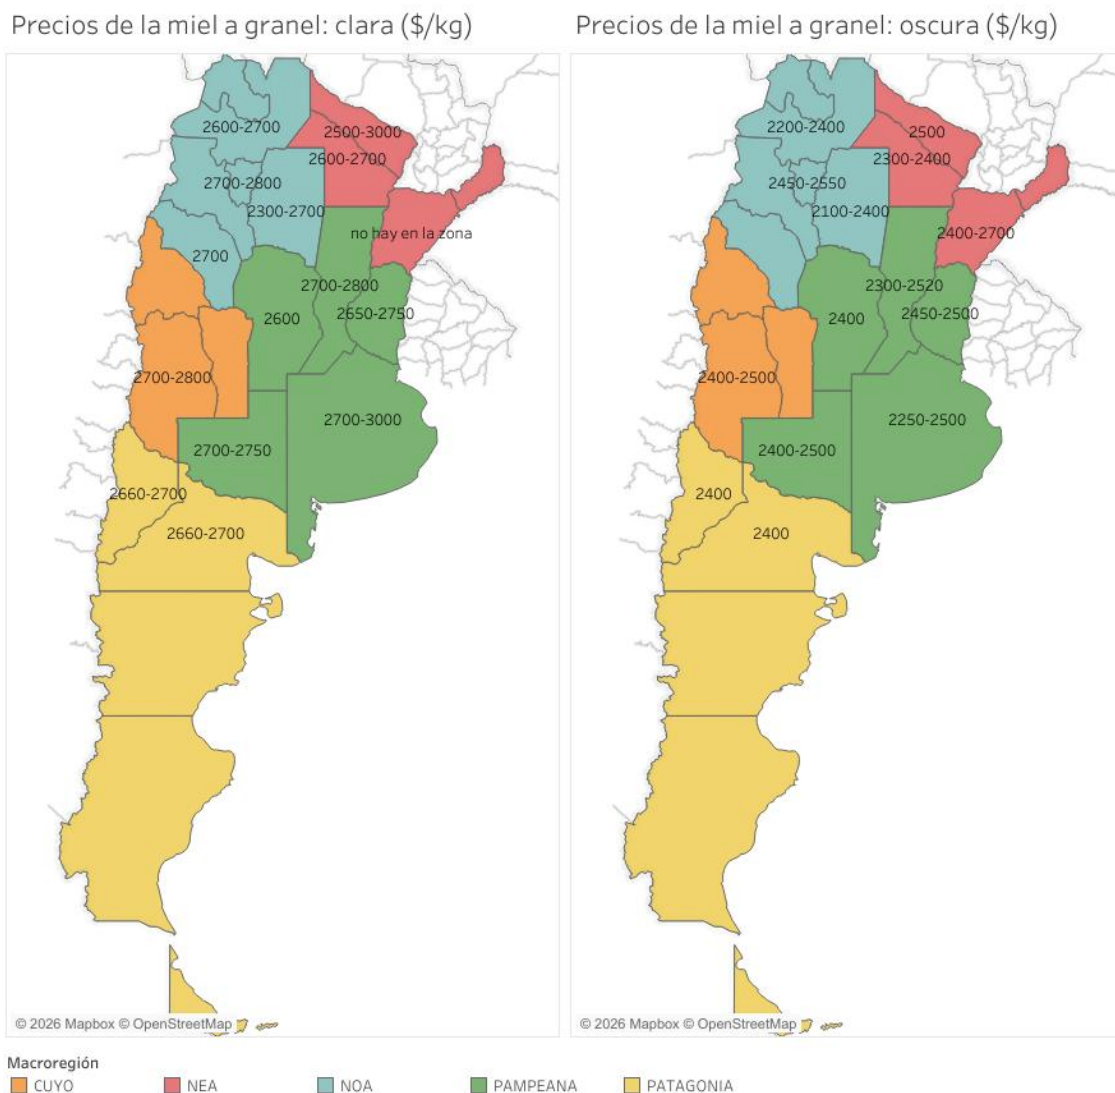 Precios de la miel a granel: clara ($/kg)
2600-2700
2500-3000
2600-2700
2700-2800
2300-2700
no hay en la zona
2700
2700-2800
2650-2750
2600
2700-2800
2700-3000
2700-2750
2660-2700
2660-2700
© 2026 Mapbox © OpenStreetMap
Precios de la miel a granel: oscura ($/kg)
2200-2400
2500
2300-2400
2450-2550
2100-2400
2400-2700
2300-2520
2450-2500
2400
2400-2500
2250-2500
2400-2500
2400
2400
© 2026 Mapbox © OpenStreetMap
Macroregión
CUYO
NEA
NOA
PAMPEANA
PATAGONIA